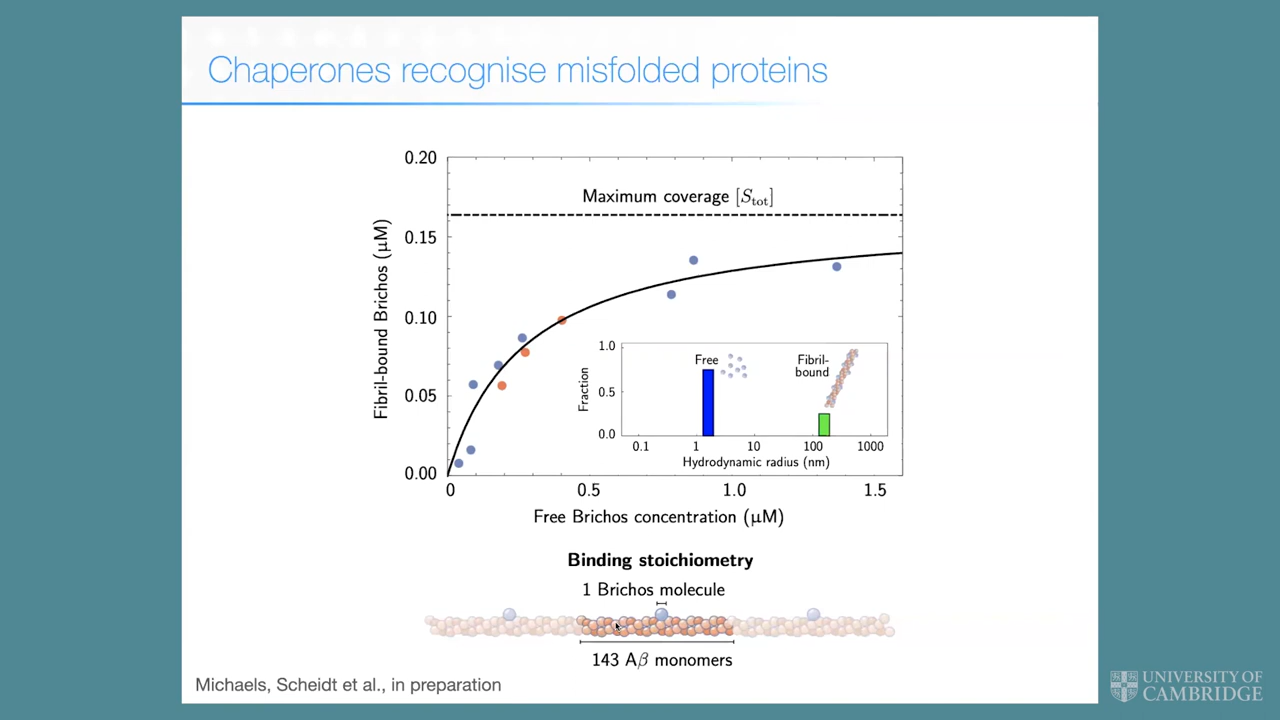 Chaperones recognise misfolded proteins
0.20
0.15
0.10
0.05
0.00
Fibril-bound Brichos (μM)
Maximum coverage [Stot]
0
0.5
1.0
1.5
Free Brichos concentration (μM)
1.0
0.5
0.0
Fraction
Free
Fibril-
bound
0.1
1
10
100
1000
Hydrodynamic radius (nm)
Binding stoichiometry
1 Brichos molecule
143 Aβ monomers
Michaels, Scheidt et al., in preparation
UNIVERSITY OF
CAMBRIDGE